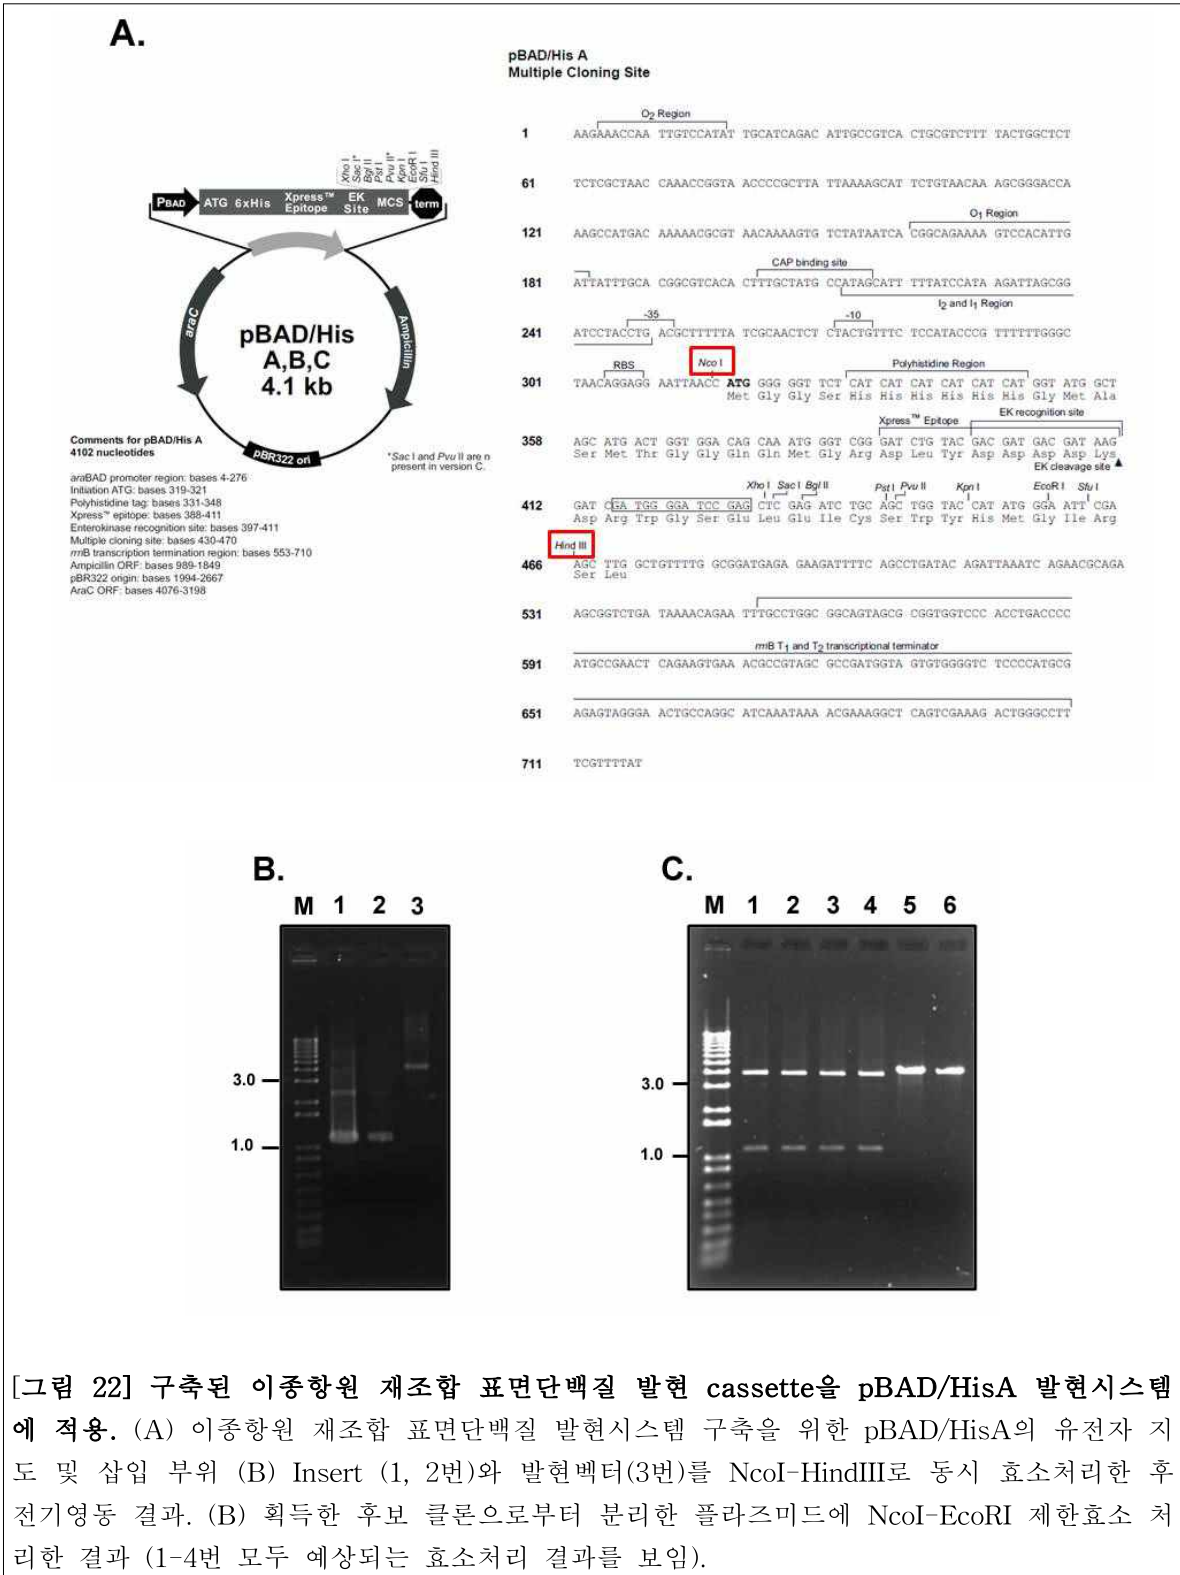 A.
pBAD/His A
Multiple Cloning Site
Xho I
Sac I*
Bgl II
Pst I
Pvu II*
Kpn I
EcoR I
Sfu I
Hind III
PBAD ATG 6xHis Xpress™ Epitope EK Site MCS term
araC
Ampicillin
pBAD/His
A,B,C
4.1 kb
pBR322 ori
*Sac I and Pvu II are n
present in version C.
Comments for pBAD/His A
4102 nucleotides
araBAD promoter region: bases 4-276
Initiation ATG: bases 319-321
Polyhistidine tag: bases 331-348
Xpress™ epitope: bases 388-411
Enterokinase recognition site: bases 397-411
Multiple cloning site: bases 430-470
rrnB transcription termination region: bases 553-710
Ampicillin ORF: bases 989-1849
pBR322 origin: bases 1994-2667
AraC ORF: bases 4076-3198
O2 Region
1 AAGAAACCAA TTGTCCATAT TGCATCAGAC ATTGCCGTCA CTGCGTCTTT TACTGGCTCT
61 TCTCGCTAAC CAAACCGGTA ACCCCGCTTA TTAAAAGCAT TCTGTAACAA AGCGGGACCA
O1 Region
121 AAGCCATGAC AAAAACGCGT AACAAAAGTG TCTATAATCA CGGCAGAAAA GTCCACATTG
CAP binding site
181 ATTATTTGCA CGGCGTCACA CTTTGCTATG CCATAGCATT TTTATCCATA AGATTAGCGG
I2 and I1 Region
-35 -10
241 ATCCTACCTG ACGCTTTTTA TCGCAACTCT CTACTGTTTC TCCATACCCG TTTTTTGGGC
RBS Nco I Polyhistidine Region
301 TAACAGGAGG AATTAACC ATG GGG GGT TCT CAT CAT CAT CAT CAT CAT GGT ATG GCT
Met Gly Gly Ser His His His His His His Gly Met Ala
Xpress™ Epitope EK recognition site
358 AGC ATG ACT GGT GGA CAG CAA ATG GGT CGG GAT CTG TAC GAC GAT GAC GAT AAG
Ser Met Thr Gly Gly Gln Gln Met Gly Arg Asp Leu Tyr Asp Asp Asp Asp Lys
EK cleavage site
Xho I Sac I Bgl II Pst I Pvu II Kpn I EcoR I Sfu I
412 GAT CGA TGG GGA TCC GAG CTC GAG ATC TGC AGC TGG TAC CAT ATG GGA ATT CGA
Asp Arg Trp Gly Ser Glu Leu Glu Ile Cys Ser Trp Tyr His Met Gly Ile Arg
Hind III
466 AGC TTG GCTGTTTTG GCGGATGAGA GAAGATTTTC AGCCTGATAC AGATTAAATC AGAACGCAGA
Ser Leu
531 AGCGGTCTGA TAAAACAGAA TTTGCCTGGC GGCAGTAGCG CGGTGGTCCC ACCTGACCCC
rrnB T1 and T2 transcriptional terminator
591 ATGCCGAACT CAGAAGTGAA ACGCCGTAGC GCCGATGGTA GTGTGGGGTC TCCCCATGCG
651 AGAGTAGGGA ACTGCCAGGC ATCAAATAAA ACGAAAGGCT CAGTCGAAAG ACTGGGCCTT
711 TCGTTTTAT
B.
M 1 2 3
3.0
1.0
C.
M 1 2 3 4 5 6
3.0
1.0
[그림 22] 구축된 이종항원 재조합 표면단백질 발현 cassette을 pBAD/HisA 발현시스템
에 적용. (A) 이종항원 재조합 표면단백질 발현시스템 구축을 위한 pBAD/HisA의 유전자 지
도 및 삽입 부위 (B) Insert (1, 2번)와 발현벡터(3번)를 NcoI-HindIII로 동시 효소처리한 후
전기영동 결과. (B) 획득한 후보 클론으로부터 분리한 플라즈미드에 NcoI-EcoRI 제한효소 처
리한 결과 (1-4번 모두 예상되는 효소처리 결과를 보임).